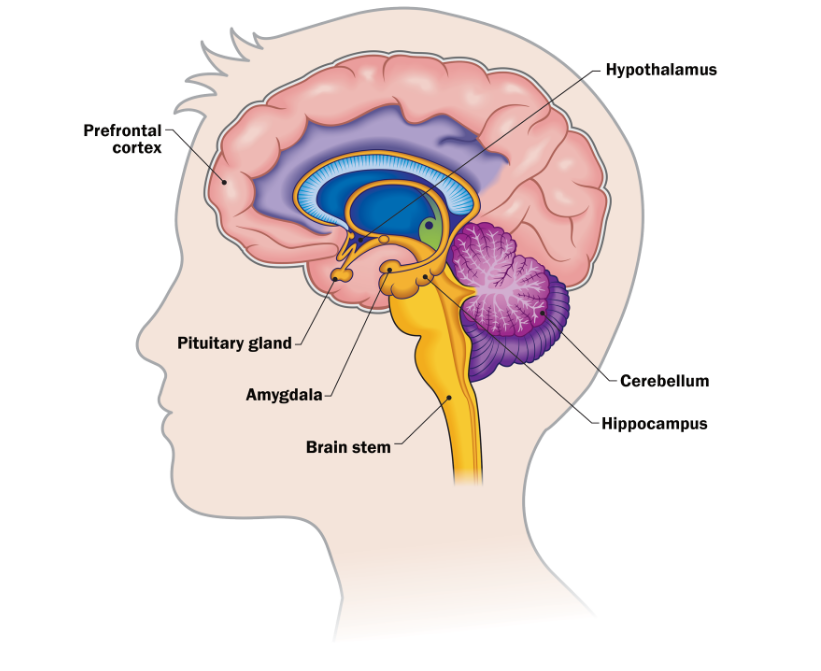 Hypothalamus
Prefrontal
cortex
Pituitary gland
Cerebellum
Amygdala
Hippocampus
Brain stem